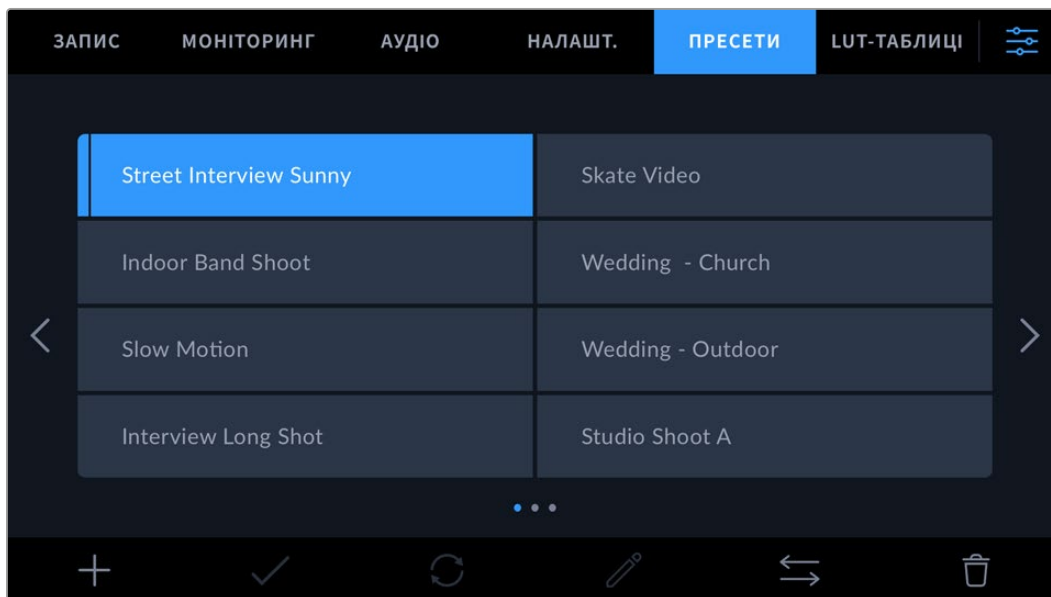 ЗАПИС МОНІТОРИНГ АУДІО НАЛАШТ. ПРЕСЕТИ LUT-ТАБЛИЦІ
Street Interview Sunny Skate Video
Indoor Band Shoot Wedding - Church
Slow Motion Wedding - Outdoor
Interview Long Shot Studio Shoot A